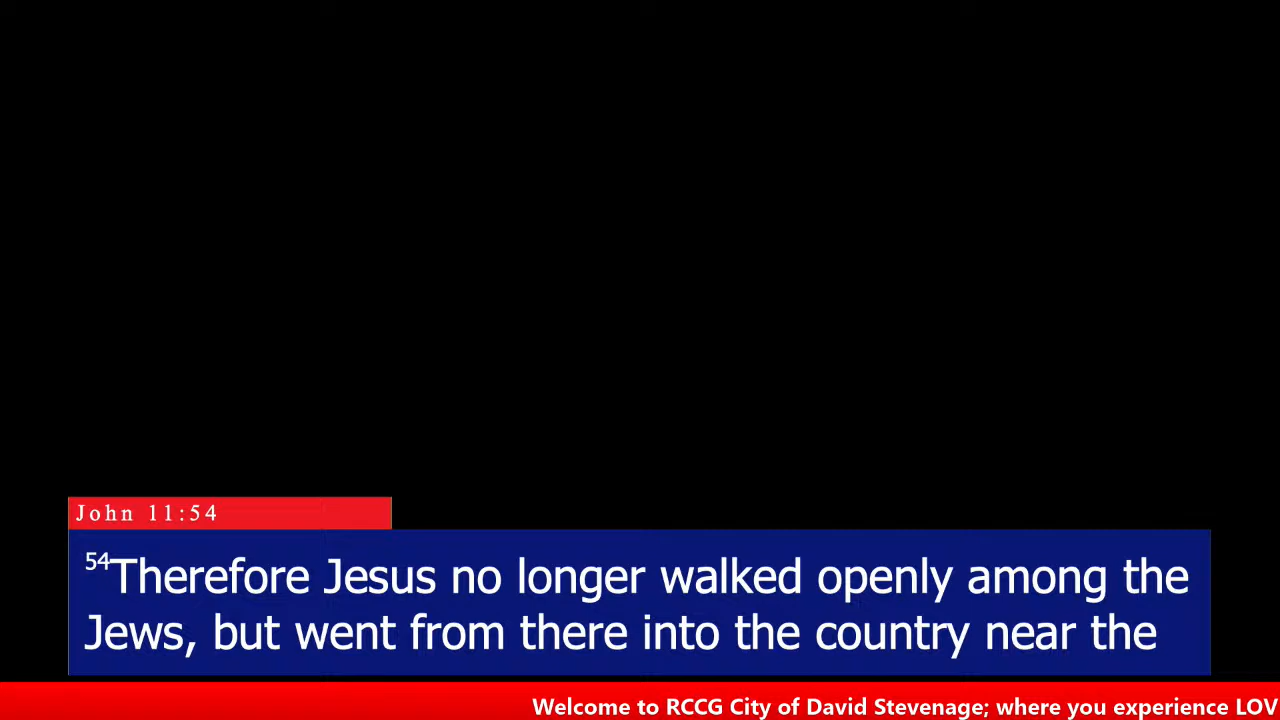 John 11:54
54Therefore Jesus no longer walked openly among the
Jews, but went from there into the country near the
Welcome to RCCG City of David Stevenage; where you experience LOV